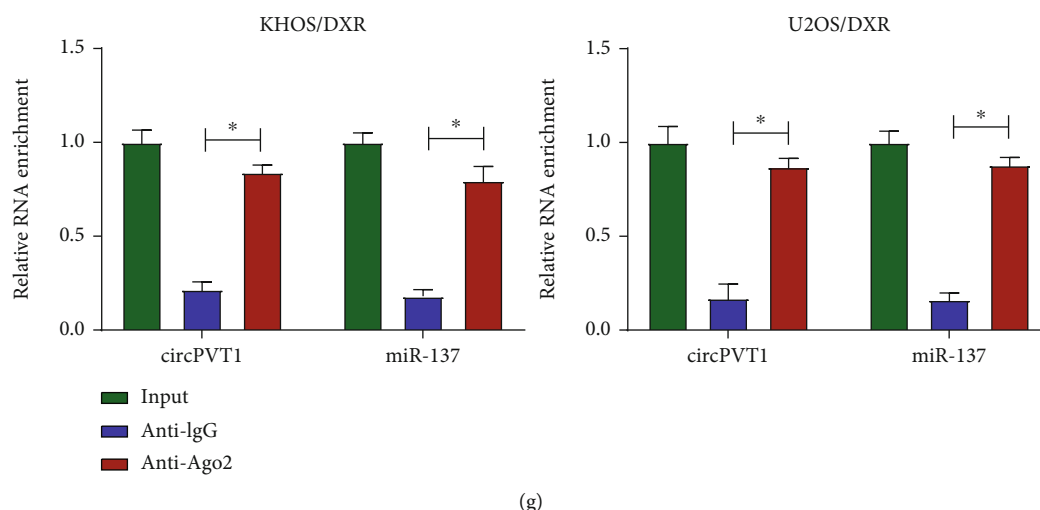 KHOS/DXR
Relative RNA enrichment
1.5
1.0
0.5
0.0
*
*
circPVT1
miR-137
U2OS/DXR
Relative RNA enrichment
1.5
1.0
0.5
0.0
*
*
circPVT1
miR-137
Input
Anti-lgG
Anti-Ago2
(g)